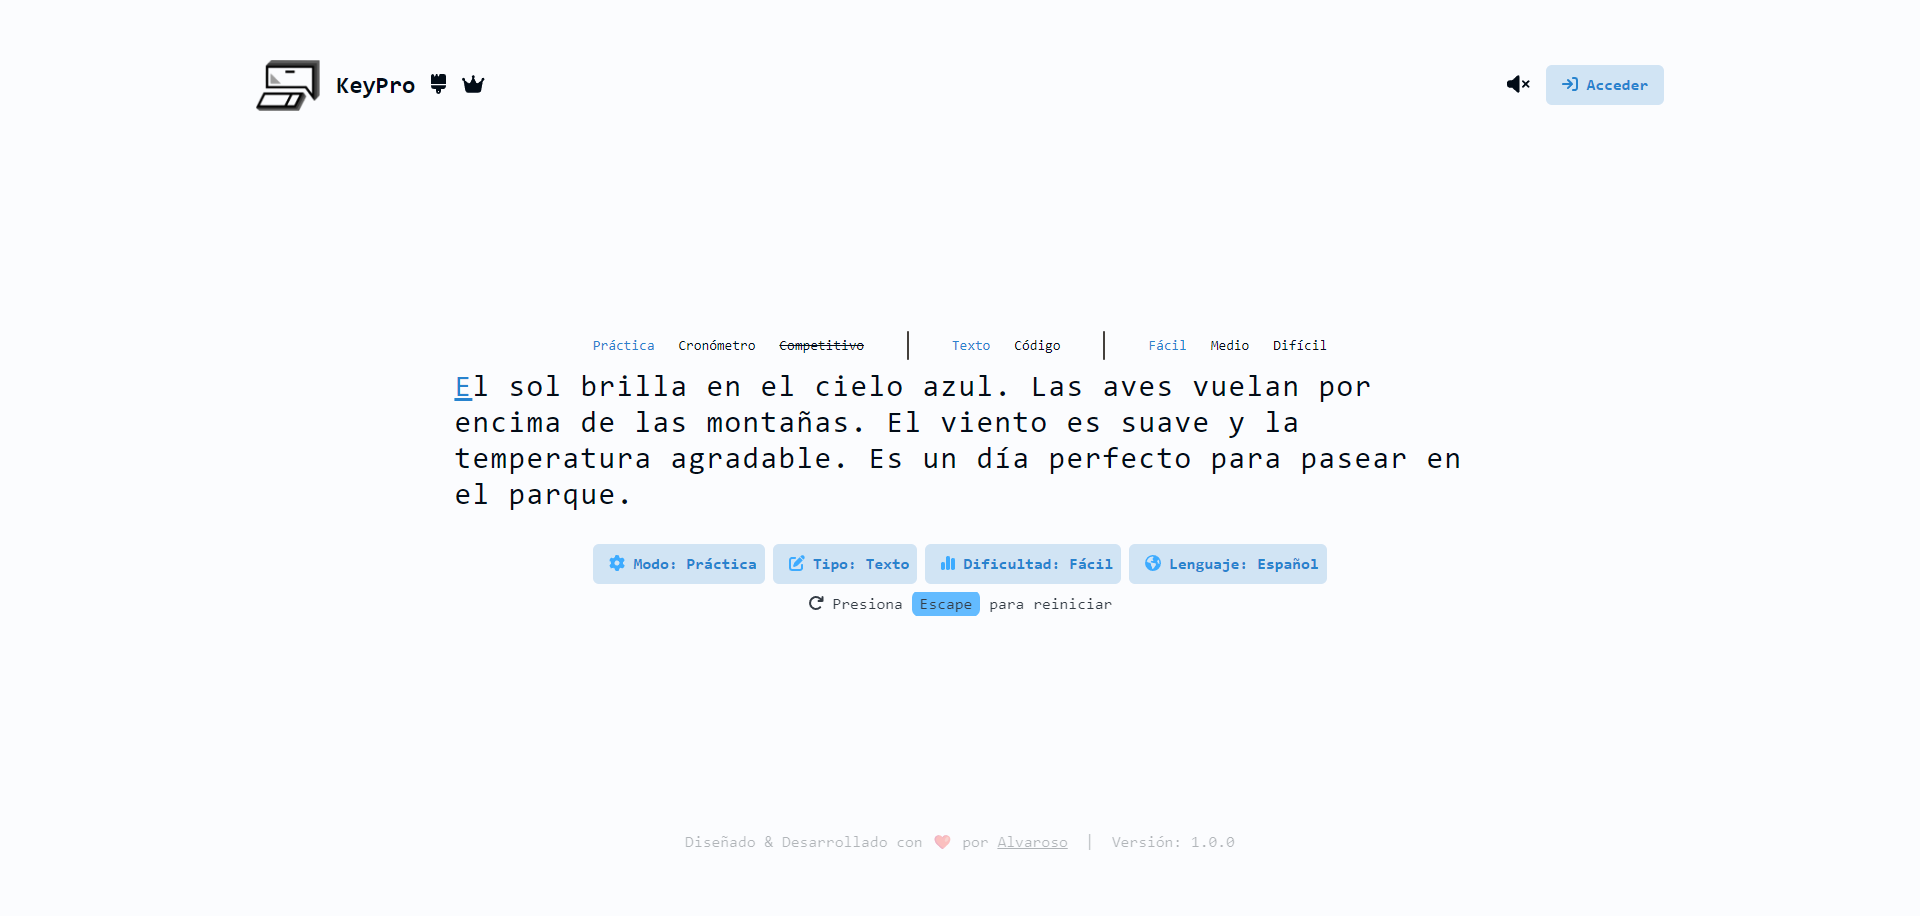 KeyPro
Acceder
Práctica Cronómetro Competitivo | Texto Código | Fácil Medio Difícil
El sol brilla en el cielo azul. Las aves vuelan por
encima de las montañas. El viento es suave y la
temperatura agradable. Es un día perfecto para pasear en
el parque.
Modo: Práctica Tipo: Texto Dificultad: Fácil Lenguaje: Español
Presiona Escape para reiniciar
Diseñado & Desarrollado con ❤️ por Alvaroso | Versión: 1.0.0